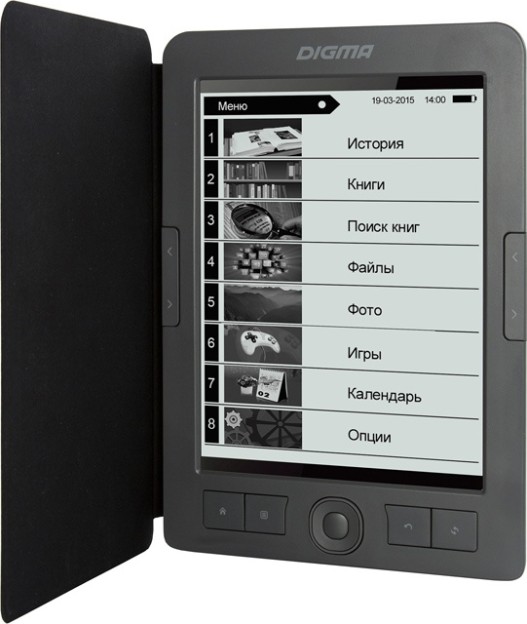 DIGMA
Меню 19-03-2015 14:00
1 История
2 Книги
3 Поиск книг
4 Файлы
5 Фото
6 Игры
7 Календарь
02
8 Опции